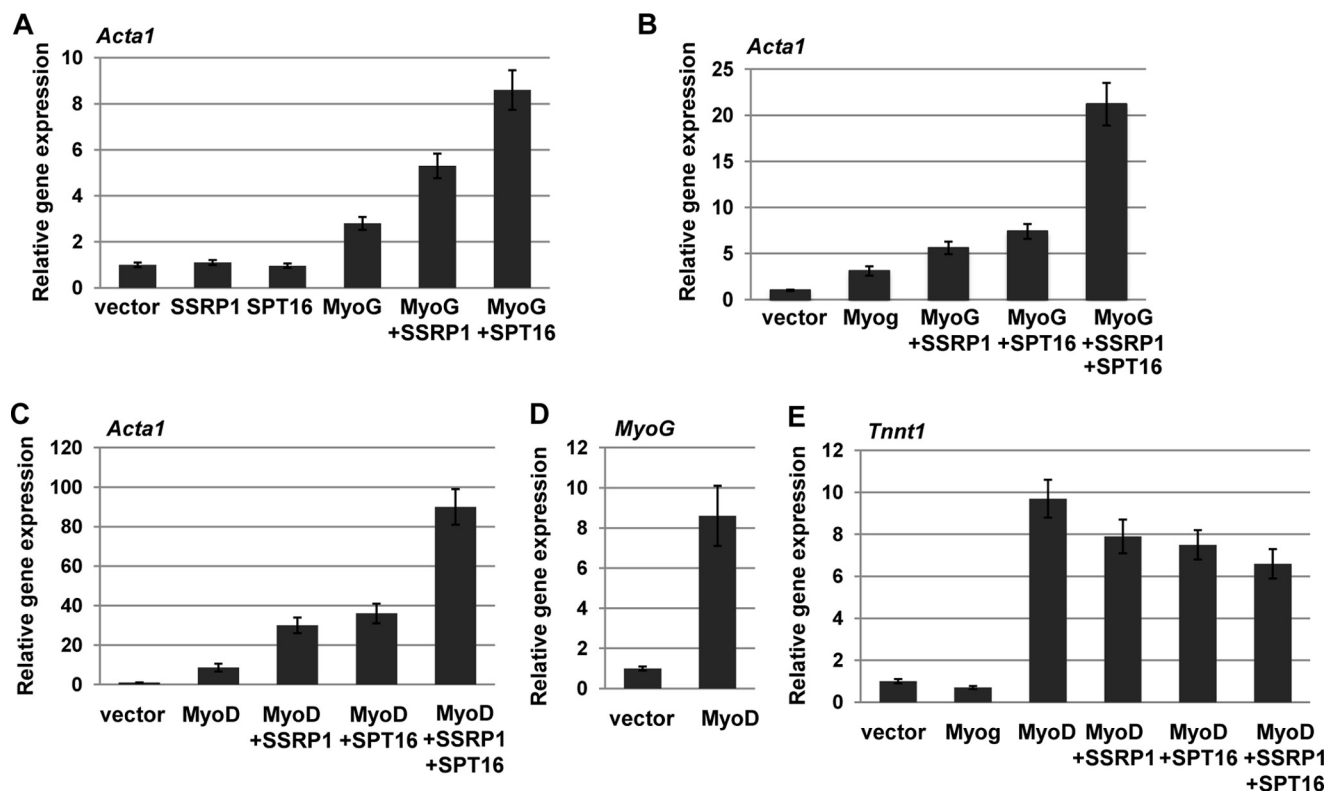 A
Acta1
Relative gene expression
10
8
6
4
2
0
vector SSRP1 SPT16 MyoG MyoG MyoG
+SSRP1 +SPT16
B
Acta1
Relative gene expression
25
20
15
10
5
0
vector Myog MyoG MyoG MyoG
+SSRP1 +SPT16 +SSRP1
+SPT16
C
Acta1
Relative gene expression
120
100
80
60
40
20
0
vector MyoD MyoD MyoD MyoD
+SSRP1 +SPT16 +SSRP1
+SPT16
D
MyoG
Relative gene expression
12
10
8
6
4
2
0
vector MyoD
E
Tnnt1
Relative gene expression
12
10
8
6
4
2
0
vector Myog MyoD MyoD MyoD MyoD
+SSRP1 +SPT16 +SSRP1
+SPT16